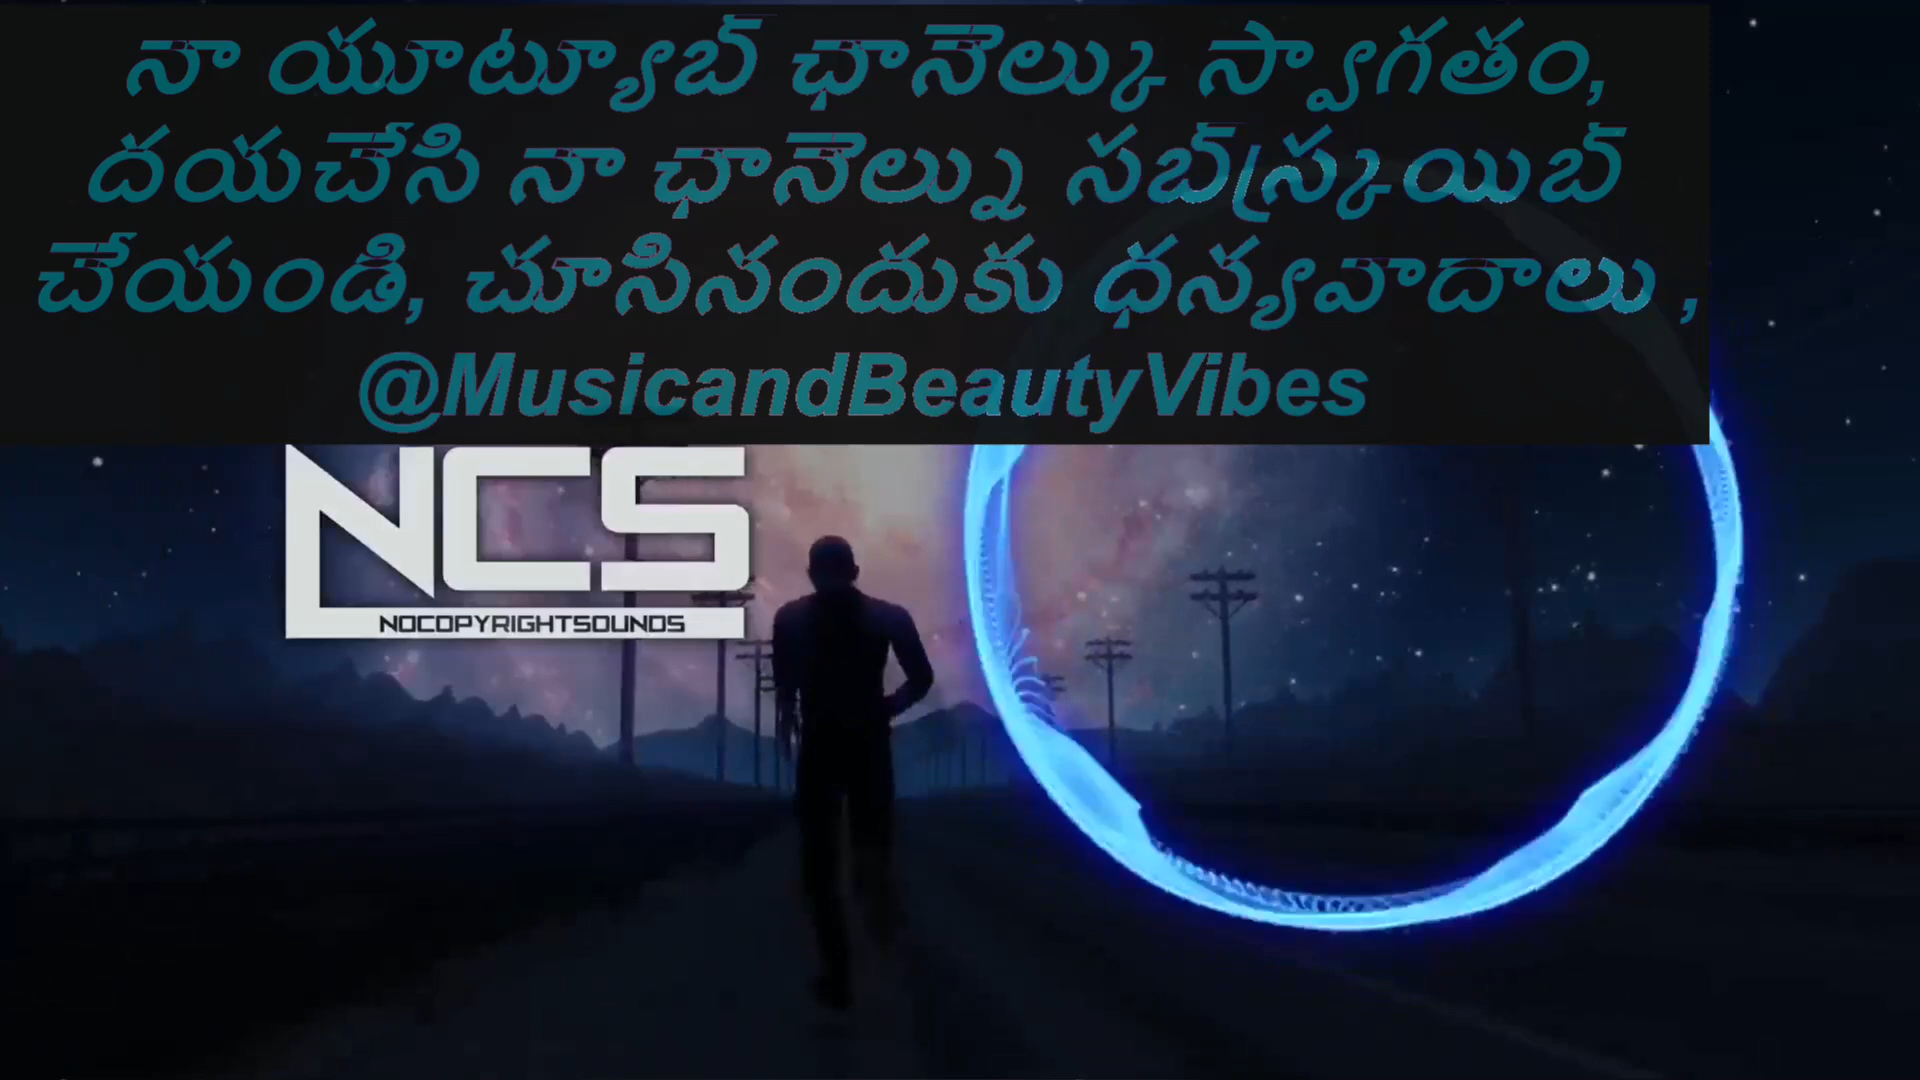 నా యూట్యూబ్ ఛానెల్కు స్వాగతం,
దయచేసి నా ఛానెల్ను సబ్స్క్రయిబ్
చేయండి, చూసినందుకు ధన్యవాదాలు ,
@MusicandBeautyVibes
NCS
NOCOPYRIGHTSOUNDS